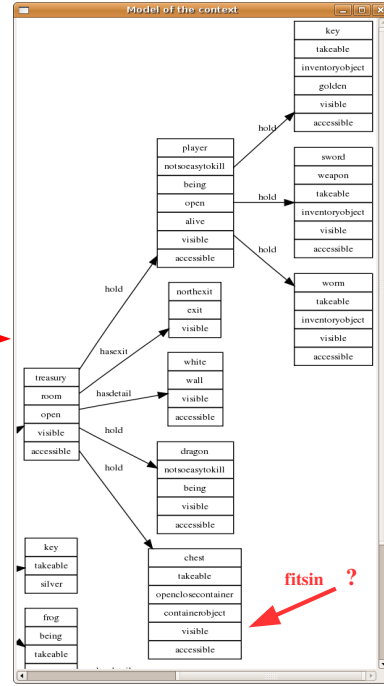 Model of the context
key
takeable
inventoryobject
golden
visible
accessible
player
notsoeasytokill
being
open
alive
visible
accessible
hold
hold
hold
sword
weapon
takeable
inventoryobject
visible
accessible
worm
takeable
inventoryobject
visible
accessible
hold
northexit
exit
visible
hasexit
white
wall
visible
accessible
treasury
room
open
visible
accessible
hasdetail
hold
hold
dragon
notsoeasytokill
being
visible
accessible
key
takeable
silver
chest
takeable
openclosecontainer
containerobject
visible
accessible
fitsin ?
frog
being
takeable